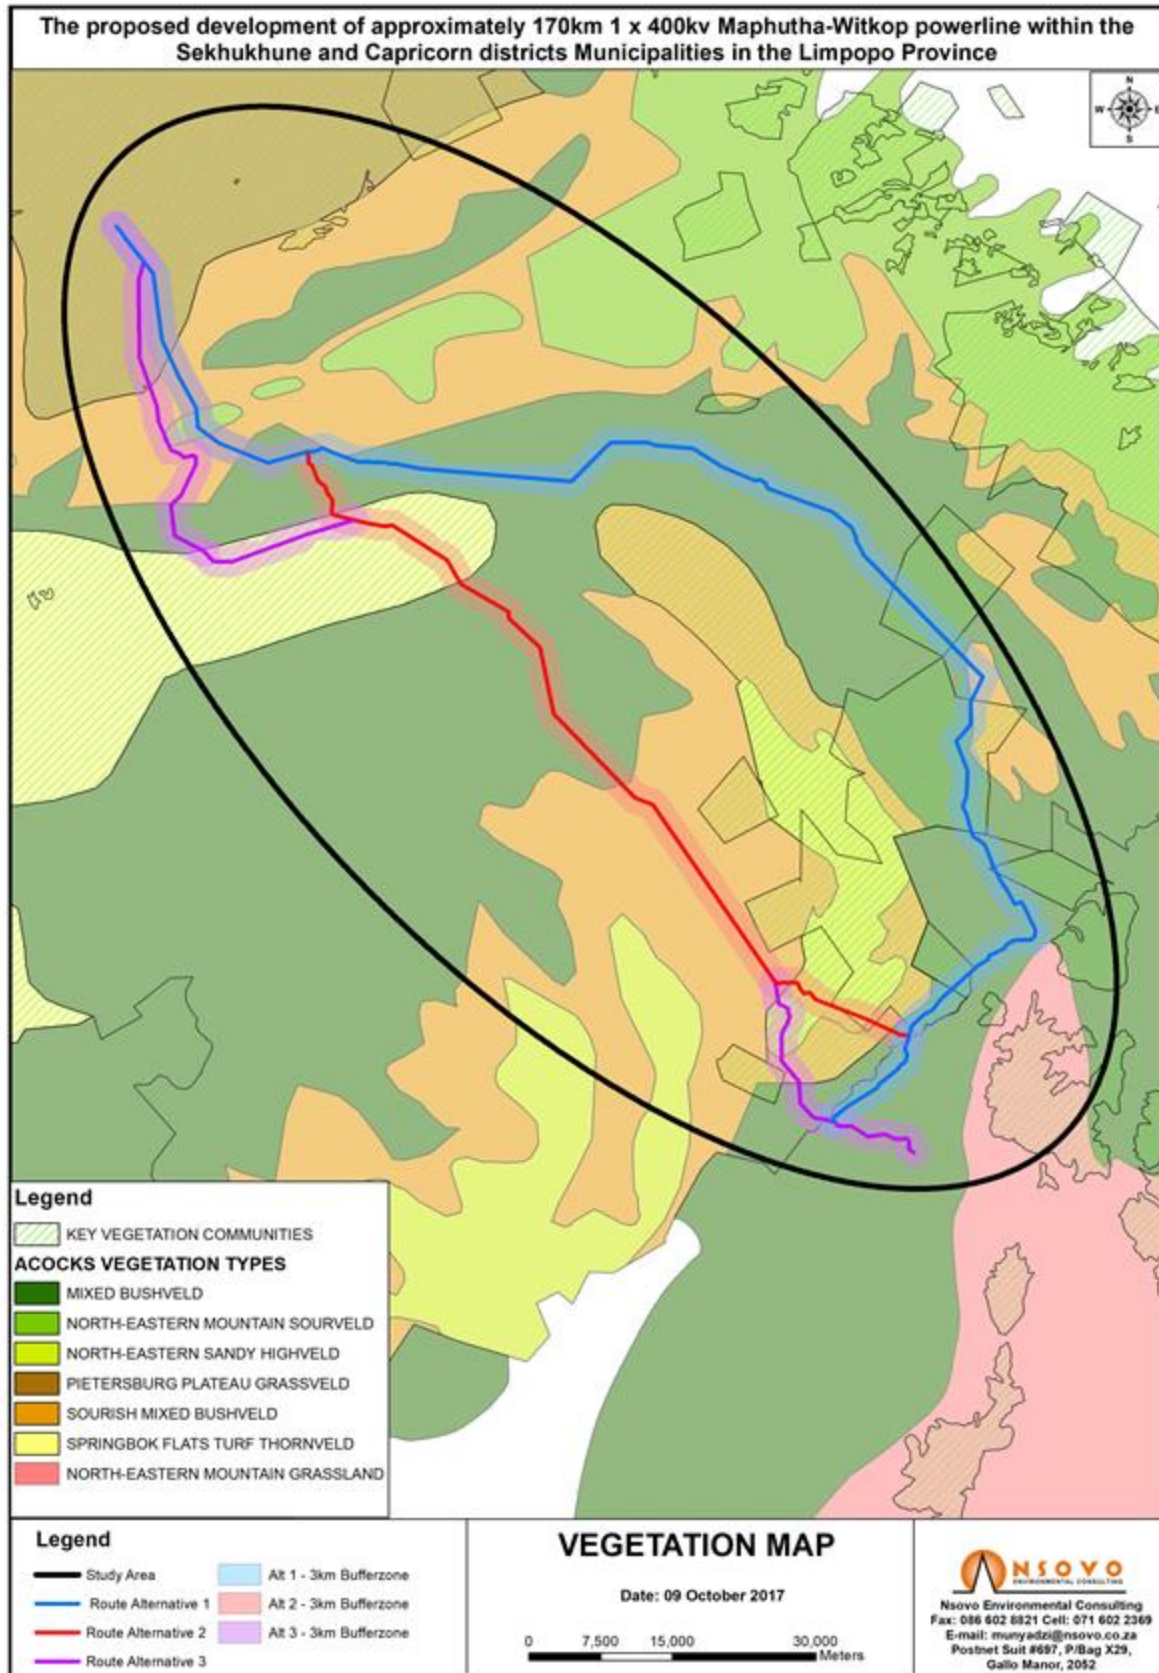 The proposed development of approximately 170km 1 x 400kv Maphutha-Witkop powerline within the
Sekhukhune and Capricorn districts Municipalities in the Limpopo Province
N
W E
S
Legend
KEY VEGETATION COMMUNITIES
ACOCKS VEGETATION TYPES
MIXED BUSHVELD
NORTH-EASTERN MOUNTAIN SOURVELD
NORTH-EASTERN SANDY HIGHVELD
PIETERSBURG PLATEAU GRASSVELD
SOURISH MIXED BUSHVELD
SPRINGBOK FLATS TURF THORNVELD
NORTH-EASTERN MOUNTAIN GRASSLAND
Legend
Study Area
Route Alternative 1
Route Alternative 2
Route Alternative 3
Alt 1 - 3km Bufferzone
Alt 2 - 3km Bufferzone
Alt 3 - 3km Bufferzone
VEGETATION MAP
Date: 09 October 2017
0 7,500 15,000 30,000
Meters
NSOVO
ENVIRONMENTAL CONSULTING
Nsovo Environmental Consulting
Fax: 086 602 8821 Cell: 071 602 2369
E-mail: munyadzi@nsovo.co.za
Postnet Suit #697, P/Bag X29,
Gallo Manor, 2052